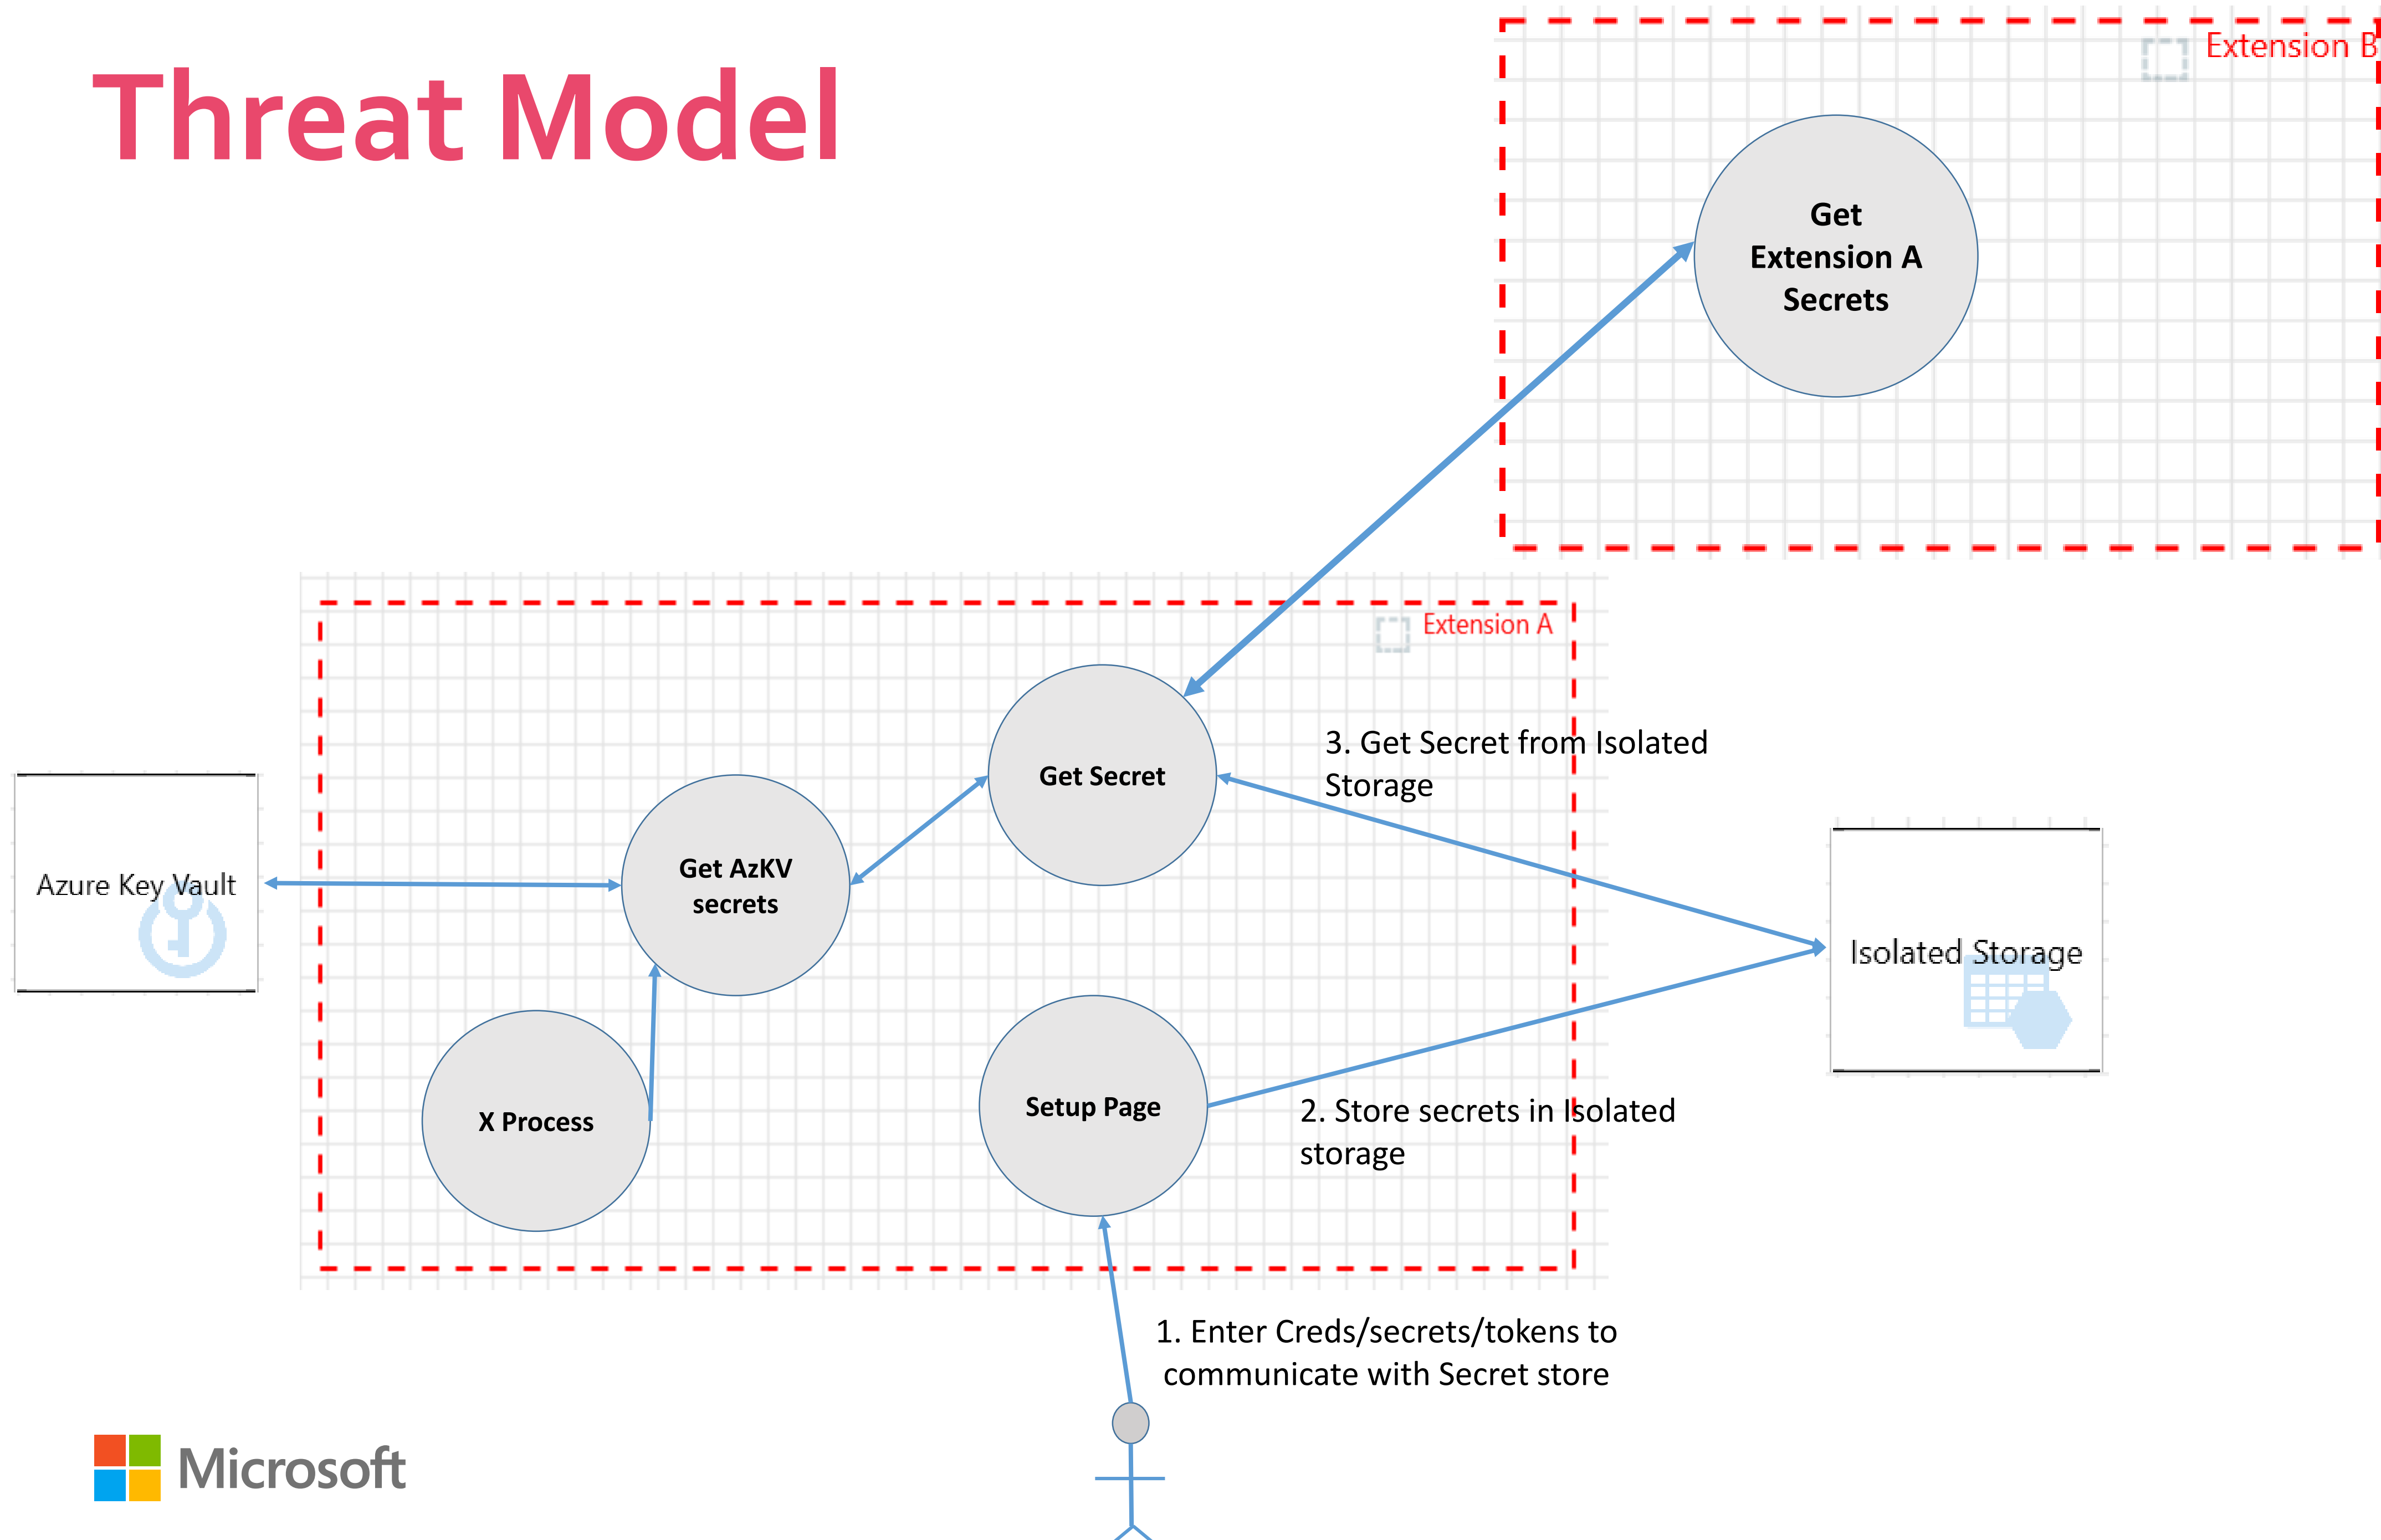 Threat Model
Extension B
Get
Extension A
Secrets
Extension A
Get Secret
3. Get Secret from Isolated
Storage
Azure Key Vault
Get AzKV
secrets
Isolated Storage
X Process
Setup Page
2. Store secrets in Isolated
storage
1. Enter Creds/secrets/tokens to
communicate with Secret store
Microsoft